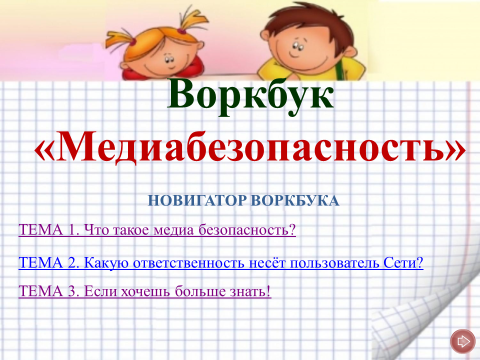 Воркбук
«Медиабезопасность»
НОВИГАТОР ВОРКБУКА
ТЕМА 1. Что такое медиа безопасность?
ТЕМА 2. Какую ответственность несёт пользователь Сети?
ТЕМА 3. Если хочешь больше знать!